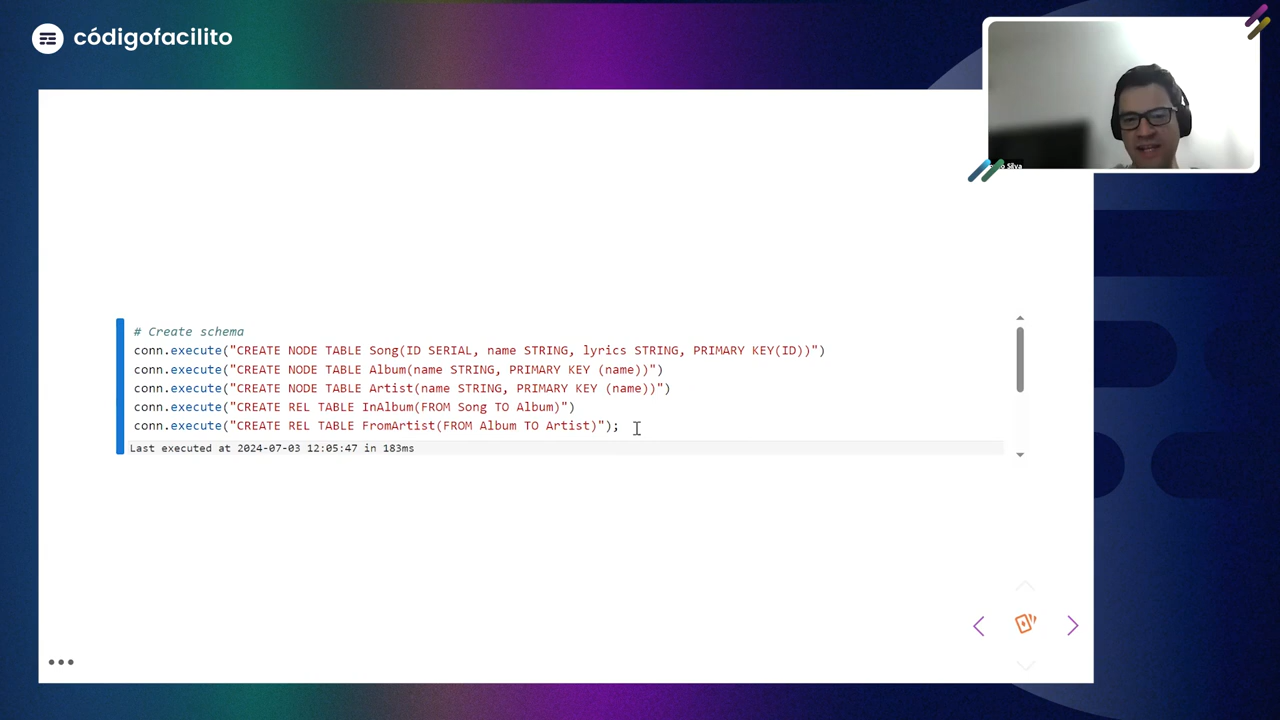 códigofacilito
Silva
# Create schema
conn.execute("CREATE NODE TABLE Song(ID SERIAL, name STRING, lyrics STRING, PRIMARY KEY(ID))")
conn.execute("CREATE NODE TABLE Album(name STRING, PRIMARY KEY (name))")
conn.execute("CREATE NODE TABLE Artist(name STRING, PRIMARY KEY (name))")
conn.execute("CREATE REL TABLE InAlbum(FROM Song TO Album)")
conn.execute("CREATE REL TABLE FromArtist(FROM Album TO Artist)");
Last executed at 2024-07-03 12:05:47 in 183ms